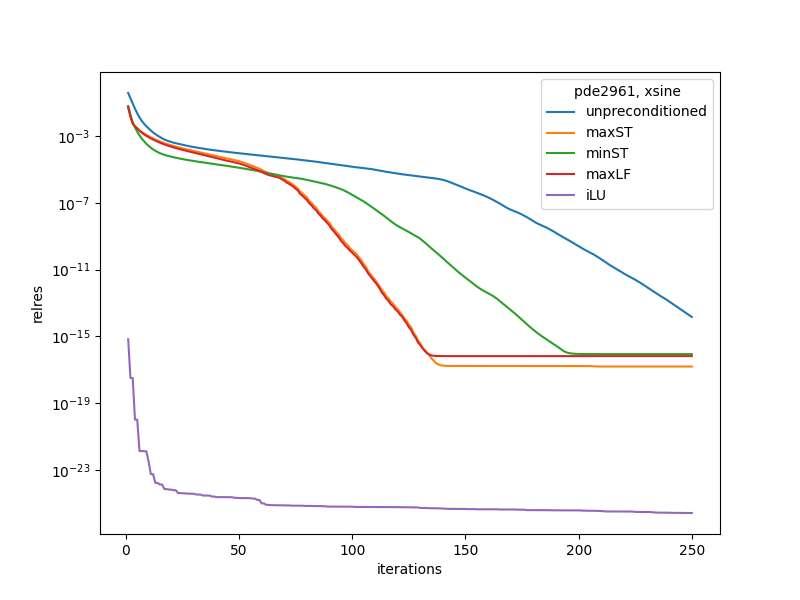 pde2961, xsine
unpreconditioned
maxST
minST
maxLF
iLU
relres
10⁻³
10⁻⁷
10⁻¹¹
10⁻¹⁵
10⁻¹⁹
10⁻²³
0 50 100 150 200 250
iterations